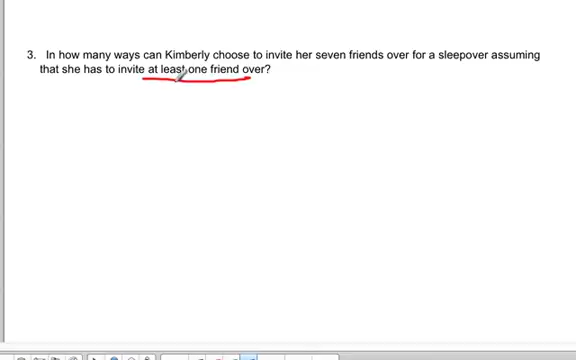 3. In how many ways can Kimberly choose to invite her seven friends over for a sleepover assuming
that she has to invite at least one friend over?